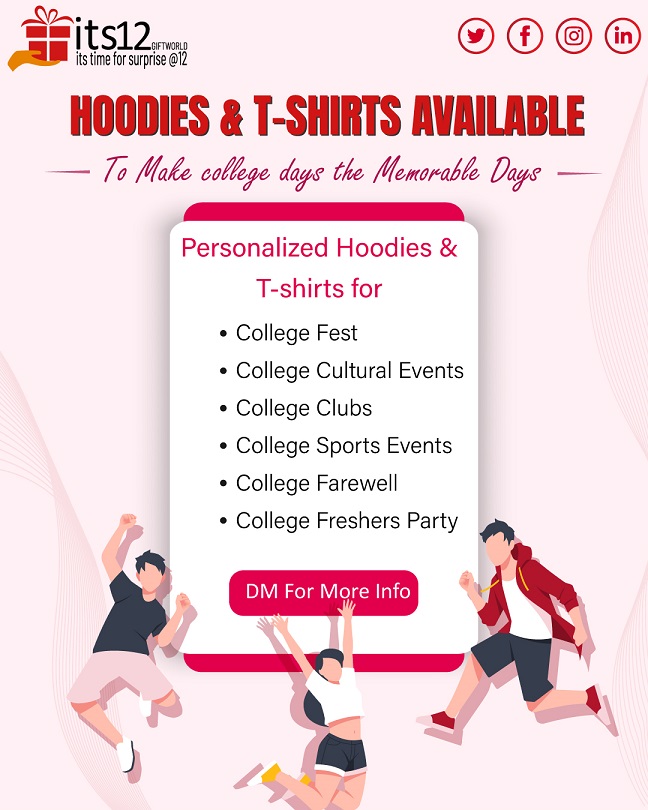 its12
GIFTWORLD
its time for surprise @12
HOODIES & T-SHIRTS AVAILABLE
To Make college days the Memorable Days
Personalized Hoodies &
T-shirts for
• College Fest
• College Cultural Events
• College Clubs
• College Sports Events
• College Farewell
• College Freshers Party
DM For More Info